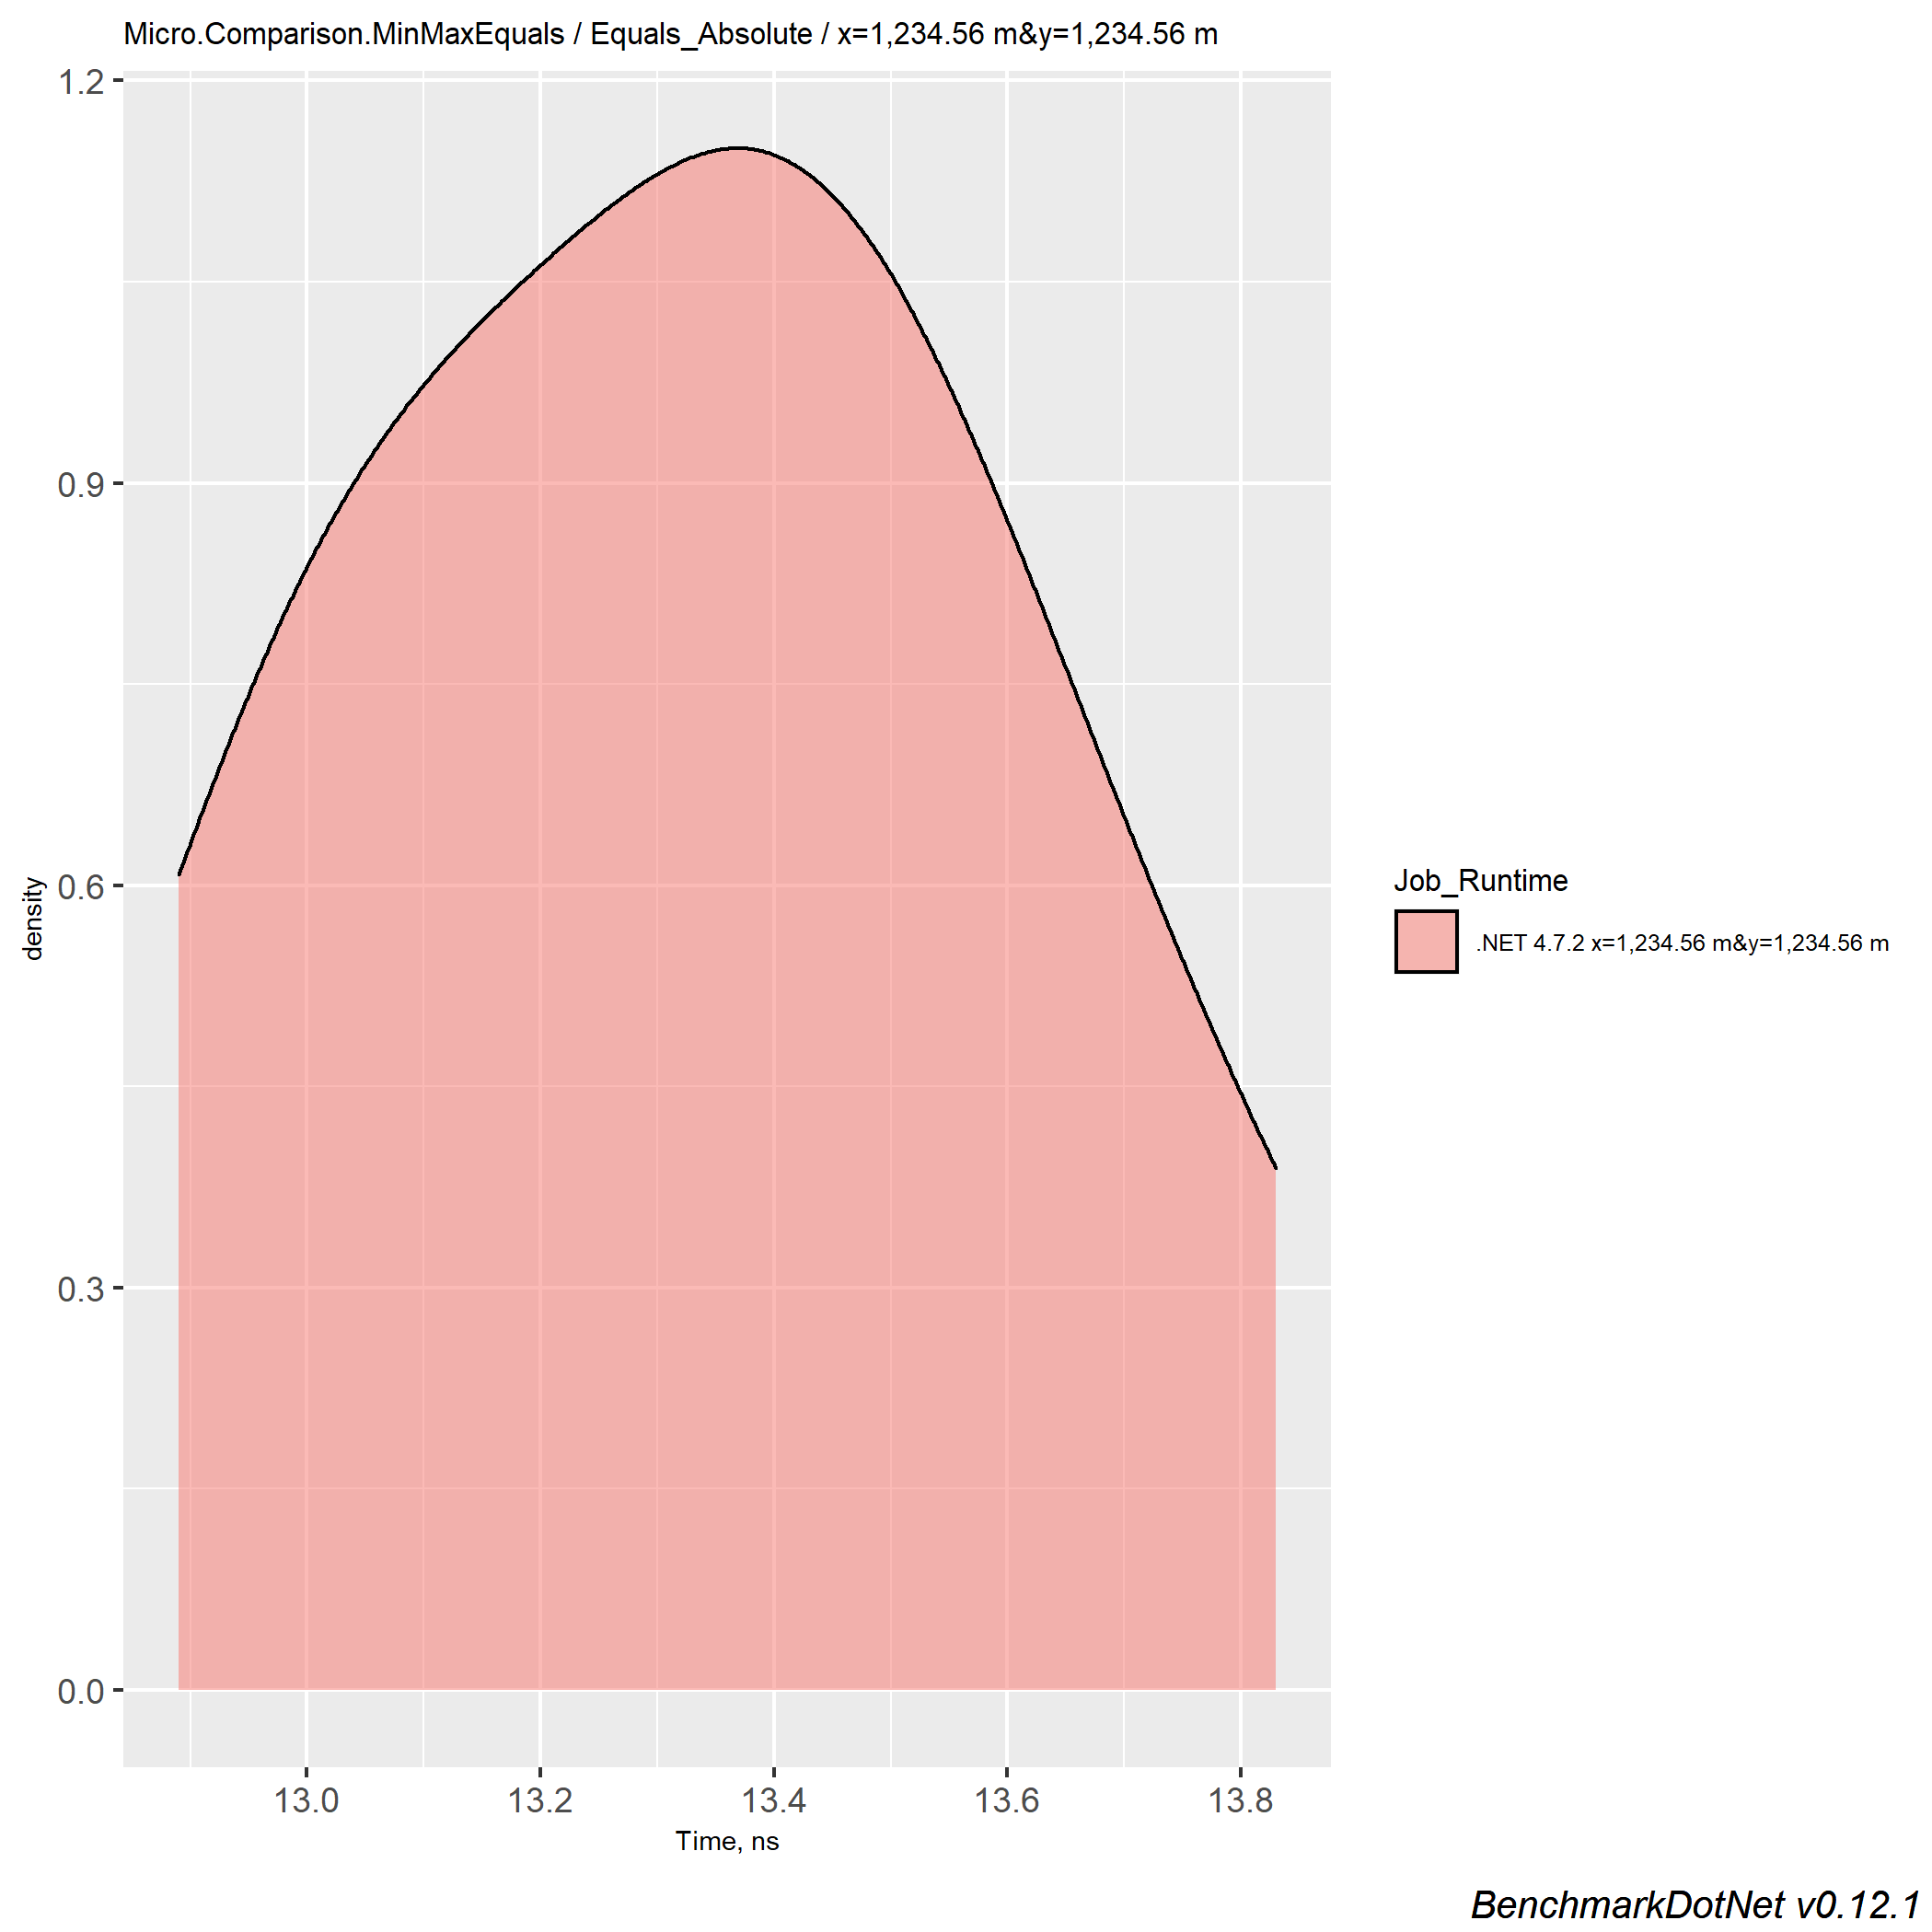 Micro.Comparison.MinMaxEquals / Equals_Absolute / x=1,234.56 m&y=1,234.56 m
1.2
0.9
0.6
0.3
0.0
density
13.0 13.2 13.4 13.6 13.8
Time, ns
Job_Runtime
.NET 4.7.2 x=1,234.56 m&y=1,234.56 m
BenchmarkDotNet v0.12.1